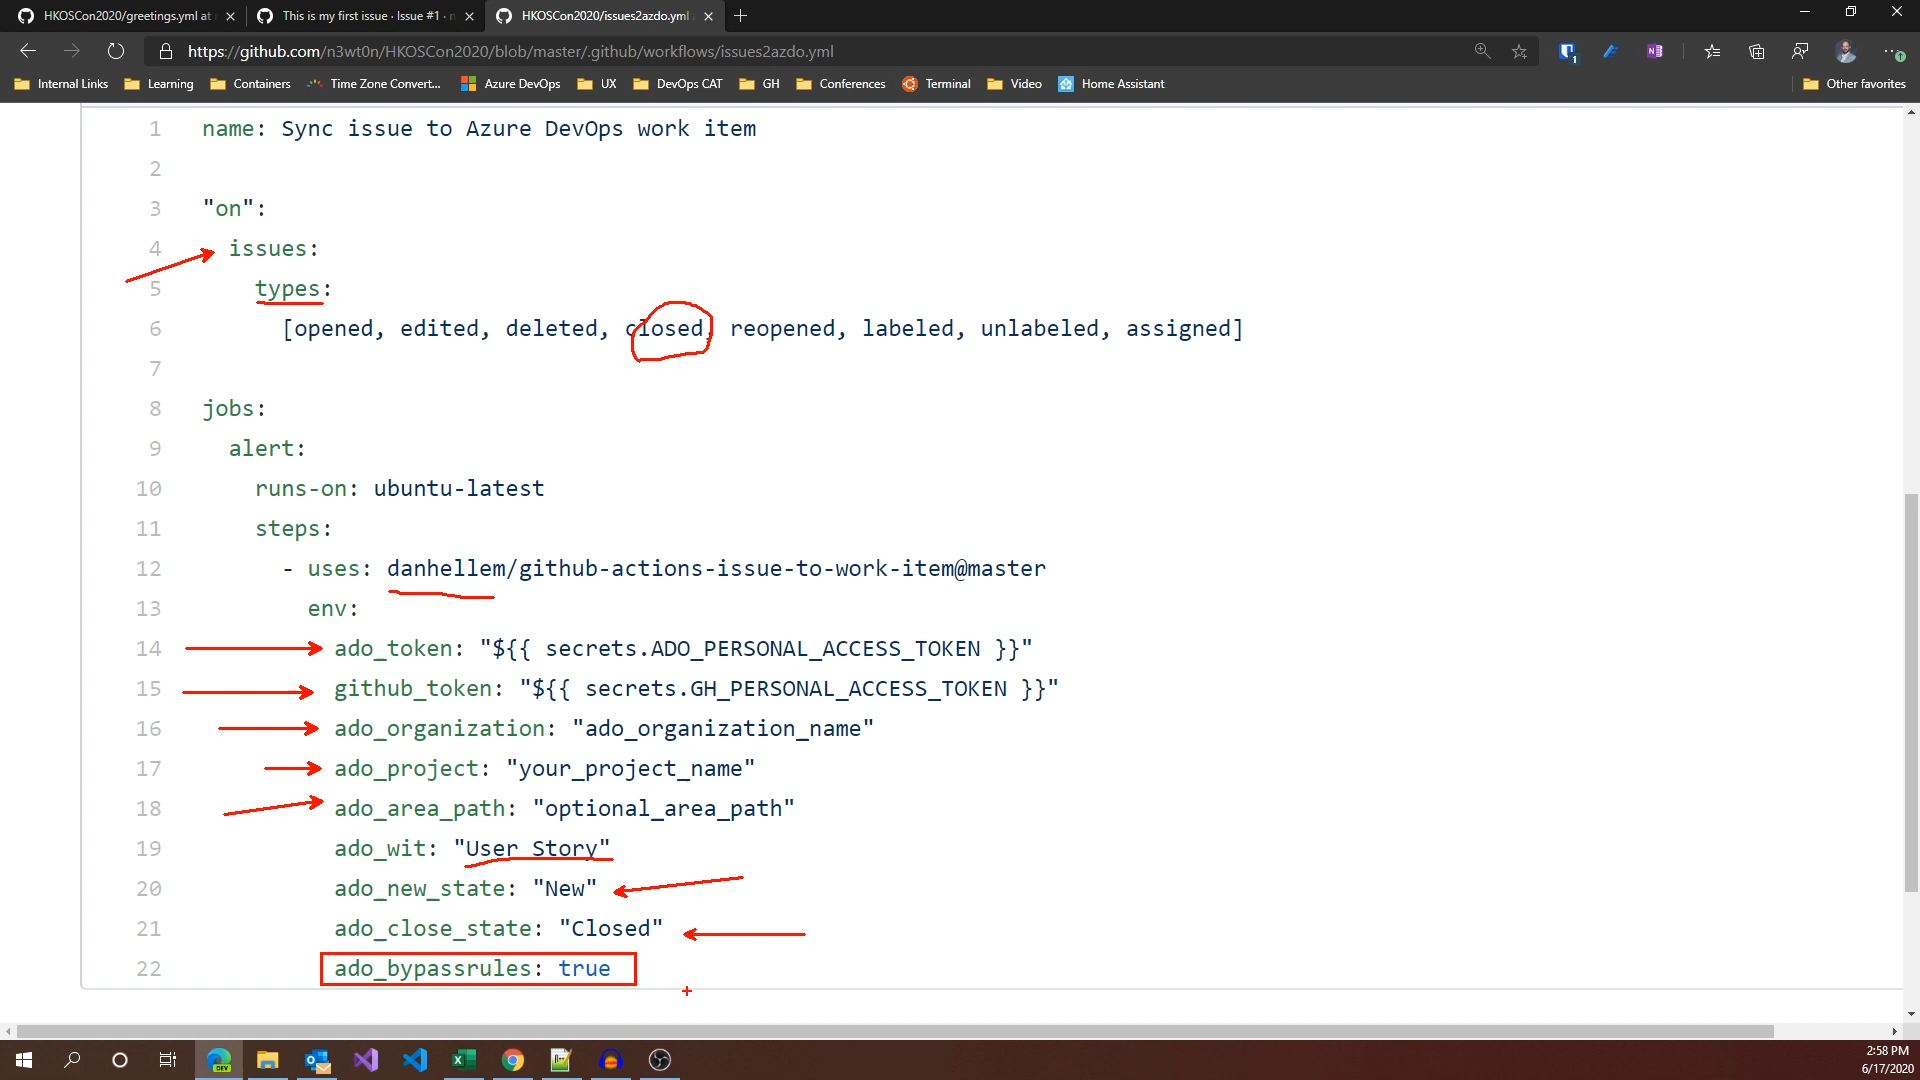 HKOSCon2020/greetings.yml at
This is my first issue · Issue #1 · n
HKOSCon2020/issues2azdo.yml
https://github.com/n3wt0n/HKOSCon2020/blob/master/.github/workflows/issues2azdo.yml
Internal Links Learning Containers Time Zone Convert... Azure DevOps UX DevOps CAT GH Conferences Terminal Video Home Assistant Other favorites
1 name: Sync issue to Azure DevOps work item
2
3 "on":
4 issues:
5 types:
6 [opened, edited, deleted, closed, reopened, labeled, unlabeled, assigned]
7
8 jobs:
9 alert:
10 runs-on: ubuntu-latest
11 steps:
12 - uses: danhellem/github-actions-issue-to-work-item@master
13 env:
14 ado_token: "${{ secrets.ADO_PERSONAL_ACCESS_TOKEN }}"
15 github_token: "${{ secrets.GH_PERSONAL_ACCESS_TOKEN }}"
16 ado_organization: "ado_organization_name"
17 ado_project: "your_project_name"
18 ado_area_path: "optional_area_path"
19 ado_wit: "User Story"
20 ado_new_state: "New"
21 ado_close_state: "Closed"
22 ado_bypassrules: true
2:58 PM
6/17/2020